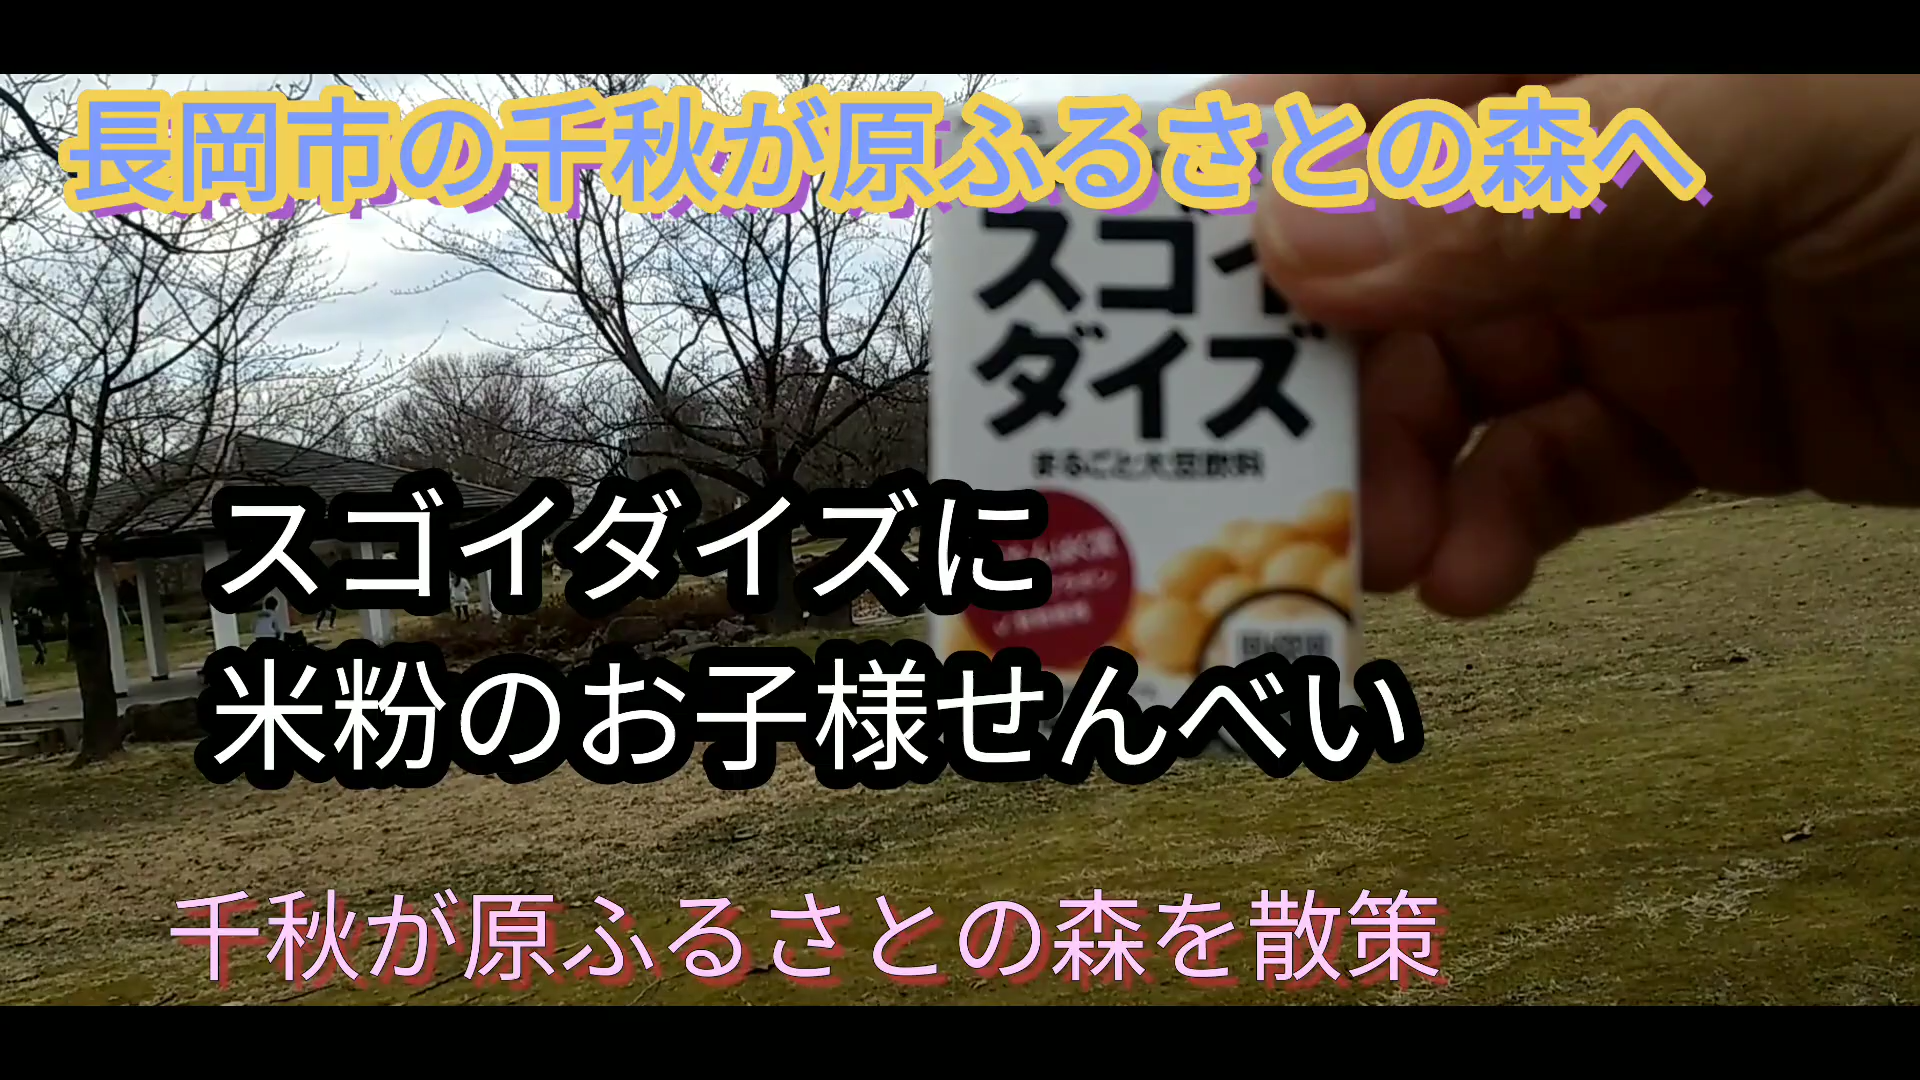 長岡市の千秋が原ふるさとの森へ
スゴイ
ダイズ
まるごと大豆飲料
スゴイダイズに
米粉のお子様せんべい
千秋が原ふるさとの森を散策